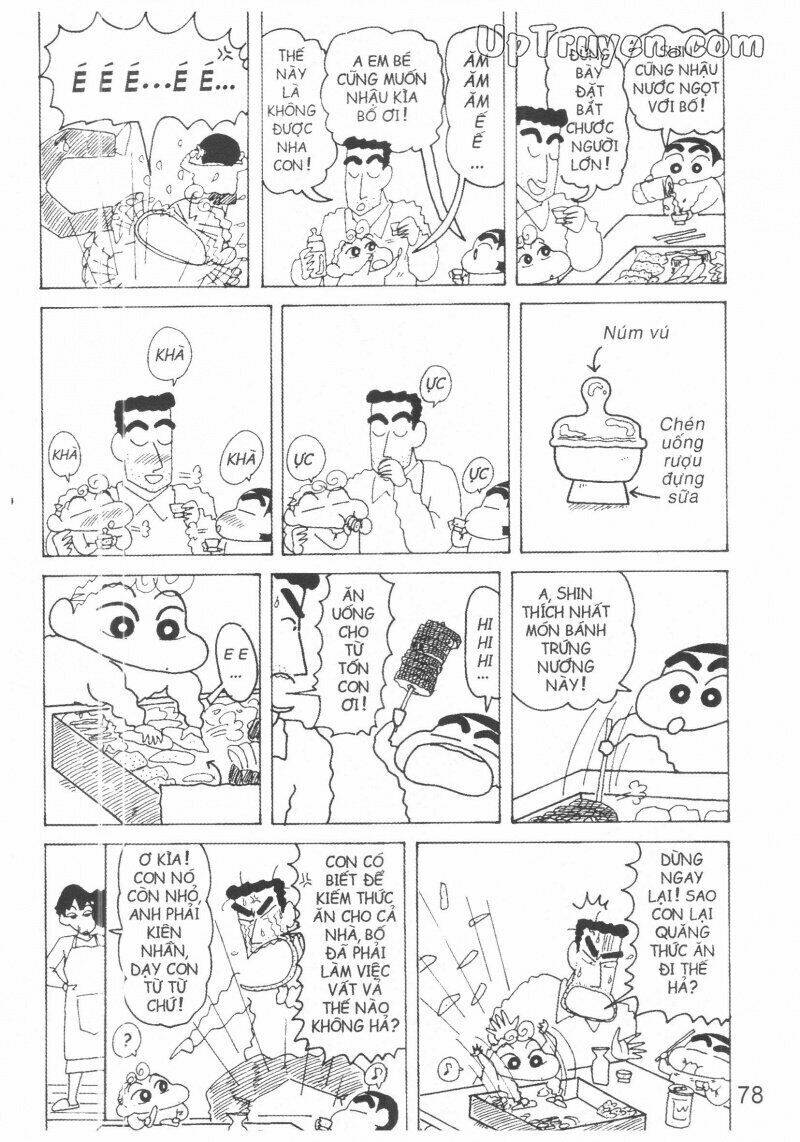 UpTruyen.com
SHIN
CŨNG NHẬU
NƯỚC NGỌT
VỚI BỐ!
ĐỪNG
BÀY
ĐẶT
BẮT
CHƯỚC
NGƯỜI
LỚN!
ĂM
ĂM
ĂM
Ế
Ế
...
A EM BÉ
CŨNG MUỐN
NHẬU KÌA
BỐ ƠI!
THẾ
NÀY LÀ
KHÔNG
ĐƯỢC
NHA
CON!
É É É...É É...
Núm vú
Chén
uống
rượu
đựng
sữa
ỰC
ỰC
ỰC
KHÀ
KHÀ
KHÀ
A, SHIN
THÍCH NHẤT
MÓN BÁNH
TRỨNG
NƯỚNG
NÀY!
HI
HI
HI
...
ĂN
UỐNG
CHO
TỪ
TỐN
CON
ƠI!
E E
...
DỪNG
NGAY
LẠI! SAO
CON LẠI
QUĂNG
THỨC ĂN
ĐI THẾ
HẢ?
CON CÓ
BIẾT ĐỂ
KIẾM THỨC
ĂN CHO CẢ
NHÀ, BỐ
ĐÃ PHẢI
LÀM VIỆC
VẤT VẢ
THẾ NÀO
KHÔNG HẢ?
Ơ KÌA!
CON NÓ
CÒN NHỎ,
ANH PHẢI
KIÊN
NHẪN,
DẠY CON
TỪ TỪ
CHỨ!
?
78